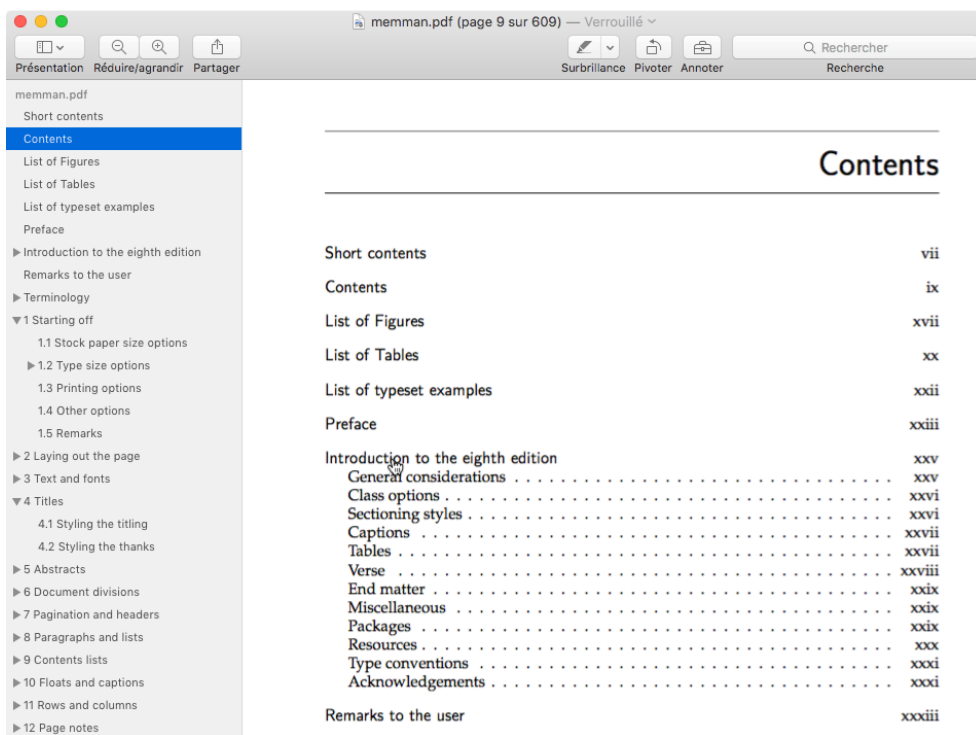 memman.pdf (page 9 sur 609) — Verrouillé
Présentation Réduire/agrandir Partager Surbrillance Pivoter Annoter Rechercher Recherche
memman.pdf
Short contents
Contents
List of Figures
List of Tables
List of typeset examples
Preface
Introduction to the eighth edition
Remarks to the user
Terminology
1 Starting off
1.1 Stock paper size options
1.2 Type size options
1.3 Printing options
1.4 Other options
1.5 Remarks
2 Laying out the page
3 Text and fonts
4 Titles
4.1 Styling the titling
4.2 Styling the thanks
5 Abstracts
6 Document divisions
7 Pagination and headers
8 Paragraphs and lists
9 Contents lists
10 Floats and captions
11 Rows and columns
12 Page notes
Contents
Short contents vii
Contents ix
List of Figures xvii
List of Tables xx
List of typeset examples xxii
Preface xxiii
Introduction to the eighth edition xxv
General considerations . . . . . . . . . . xxv
Class options . . . . . . . . . . xxvi
Sectioning styles . . . . . . . . . . xxvi
Captions . . . . . . . . . . xxvii
Tables . . . . . . . . . . xxvii
Verse . . . . . . . . . . xxviii
End matter . . . . . . . . . . xxix
Miscellaneous . . . . . . . . . . xxix
Packages . . . . . . . . . . xxix
Resources . . . . . . . . . . xxx
Type conventions . . . . . . . . . . xxxi
Acknowledgements . . . . . . . . . . xxxi
Remarks to the user xxxiii